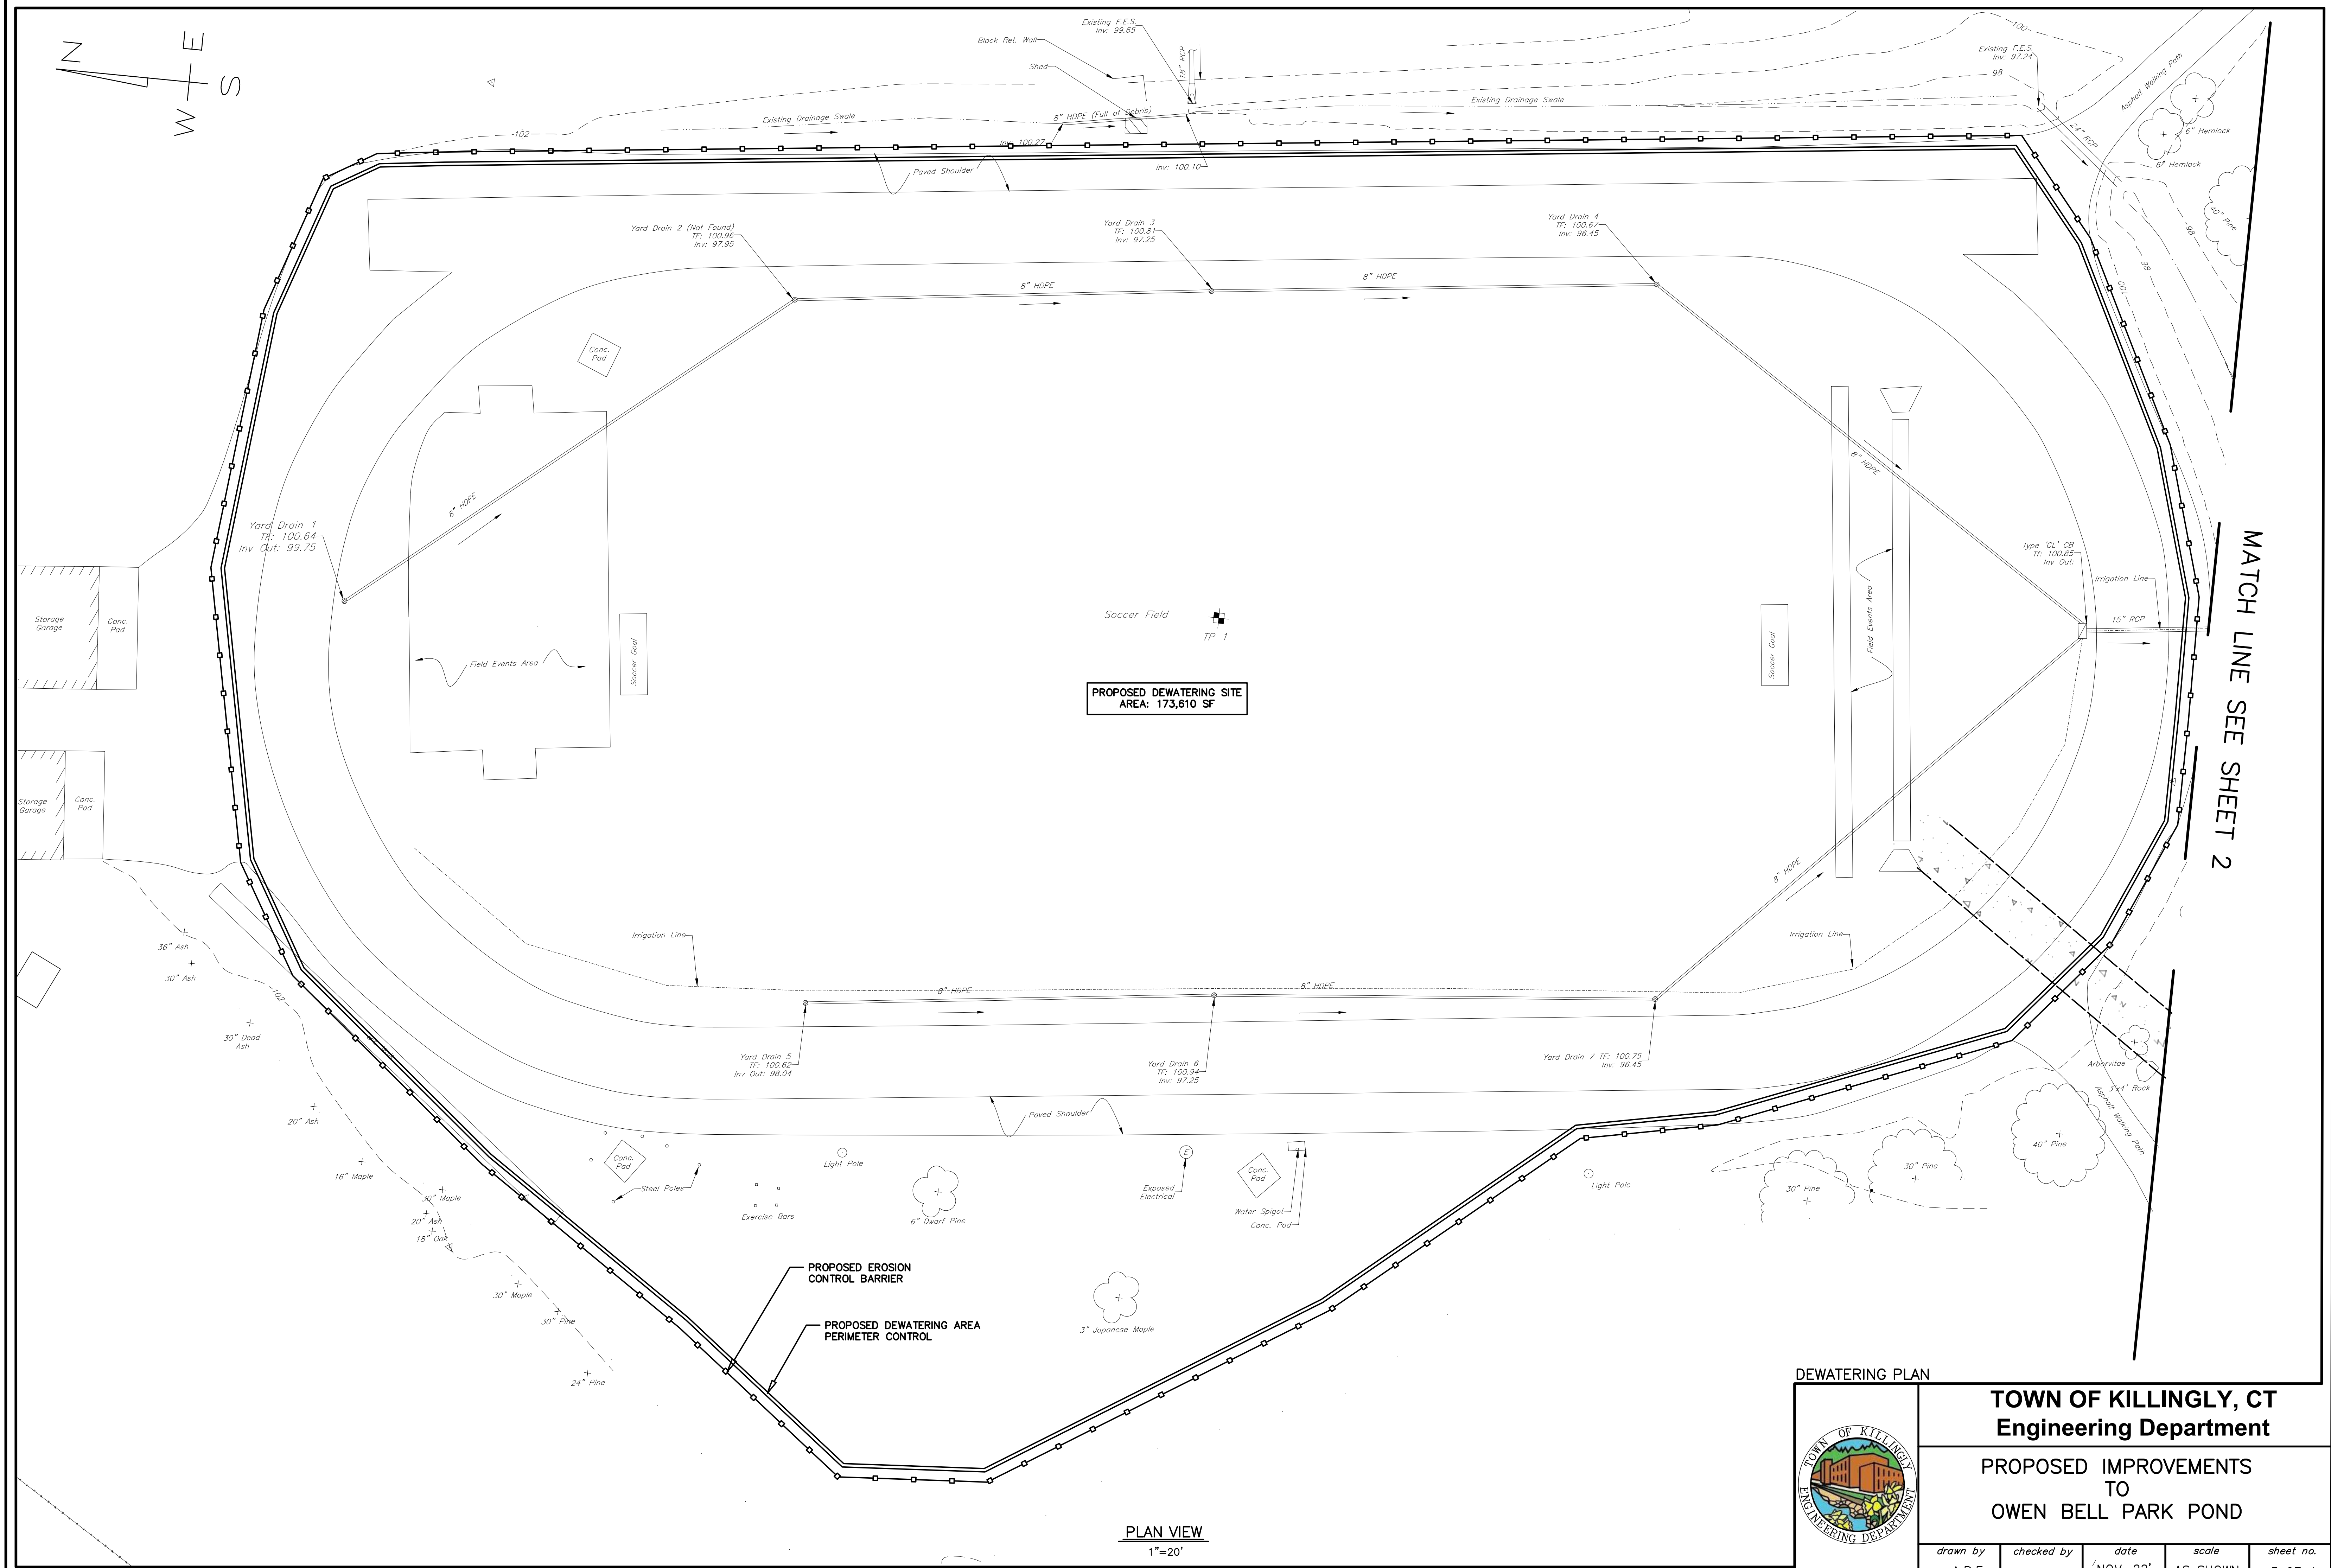 N
E
W
S
Existing F.E.S.
Inv: 99.65
Block Ret. Wall
Shed
18" RCP
8" HDPE (Full of Debris)
Existing Drainage Swale
Existing Drainage Swale
-102
Inv: 100.27
Inv: 100.10
Paved Shoulder
100
98
Existing F.E.S.
Inv: 97.24
Asphalt Walking Path
24" RCP
6" Hemlock
6" Hemlock
40" Pine
98
98
100
Yard Drain 2 (Not Found)
TF: 100.96
Inv: 97.95
Yard Drain 3
TF: 100.81
Inv: 97.25
Yard Drain 4
TF: 100.67
Inv: 96.45
8" HDPE
8" HDPE
Conc.
Pad
8" HDPE
8" HDPE
Yard Drain 1
TF: 100.64
Inv Out: 99.75
Type 'CL' CB
Tf: 100.85
Inv Out:
Irrigation Line
15" RCP
MATCH LINE SEE SHEET 2
Storage
Garage
Conc.
Pad
Storage
Garage
Conc.
Pad
Field Events Area
Soccer Goal
Soccer Field
TP 1
PROPOSED DEWATERING SITE
AREA: 173,610 SF
Soccer Goal
Field Events Area
8" HDPE
Irrigation Line
Irrigation Line
8" HDPE
8" HDPE
Yard Drain 5
TF: 100.62
Inv Out: 98.04
Yard Drain 6
TF: 100.94
Inv: 97.25
Yard Drain 7 TF: 100.75
Inv: 96.45
36" Ash
30" Ash
-102
30" Dead
Ash
20" Ash
16" Maple
30" Maple
20" Ash
18" Oak
30" Maple
30" Pine
24" Pine
Paved Shoulder
Conc.
Pad
Steel Poles
Light Pole
Exercise Bars
6" Dwarf Pine
E
Exposed
Electrical
Conc.
Pad
Water Spigot
Conc. Pad
Light Pole
30" Pine
30" Pine
40" Pine
Arborvitae
3'x4' Rock
Asphalt Walking Path
3" Japanese Maple
PROPOSED EROSION
CONTROL BARRIER
PROPOSED DEWATERING AREA
PERIMETER CONTROL
PLAN VIEW
1"=20'
DEWATERING PLAN
TOWN OF KILLINGLY
ENGINEERING DEPARTMENT
TOWN OF KILLINGLY, CT
Engineering Department
PROPOSED IMPROVEMENTS
TO
OWEN BELL PARK POND
drawn by
checked by
date
scale
sheet no.